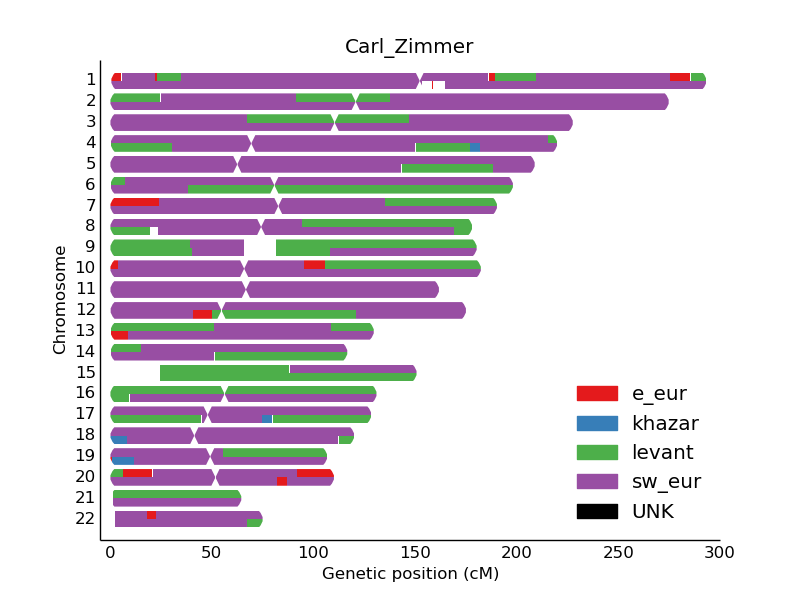 Carl_Zimmer
1
2
3
4
5
6
7
8
9
10
11
12
13
14
15
16
17
18
19
20
21
22
Chromosome
e_eur
khazar
levant
sw_eur
UNK
0 50 100 150 200 250 300
Genetic position (cM)